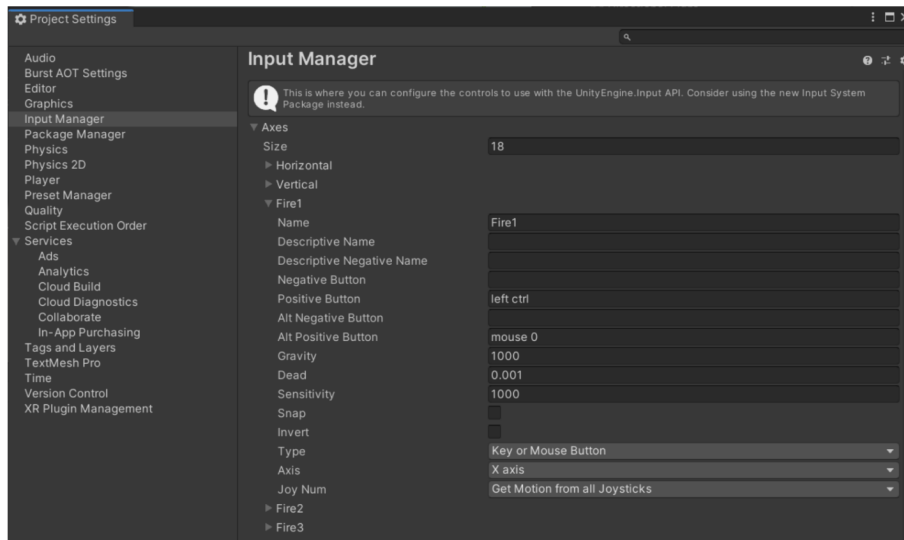 Project Settings
Audio
Burst AOT Settings
Editor
Graphics
Input Manager
Package Manager
Physics
Physics 2D
Player
Preset Manager
Quality
Script Execution Order
Services
Ads
Analytics
Cloud Build
Cloud Diagnostics
Collaborate
In-App Purchasing
Tags and Layers
TextMesh Pro
Time
Version Control
XR Plugin Management
Input Manager
This is where you can configure the controls to use with the UnityEngine.Input API. Consider using the new Input System
Package instead.
Axes
Size 18
Horizontal
Vertical
Fire1
Name Fire1
Descriptive Name
Descriptive Negative Name
Negative Button
Positive Button left ctrl
Alt Negative Button
Alt Positive Button mouse 0
Gravity 1000
Dead 0.001
Sensitivity 1000
Snap
Invert
Type Key or Mouse Button
Axis X axis
Joy Num Get Motion from all Joysticks
Fire2
Fire3